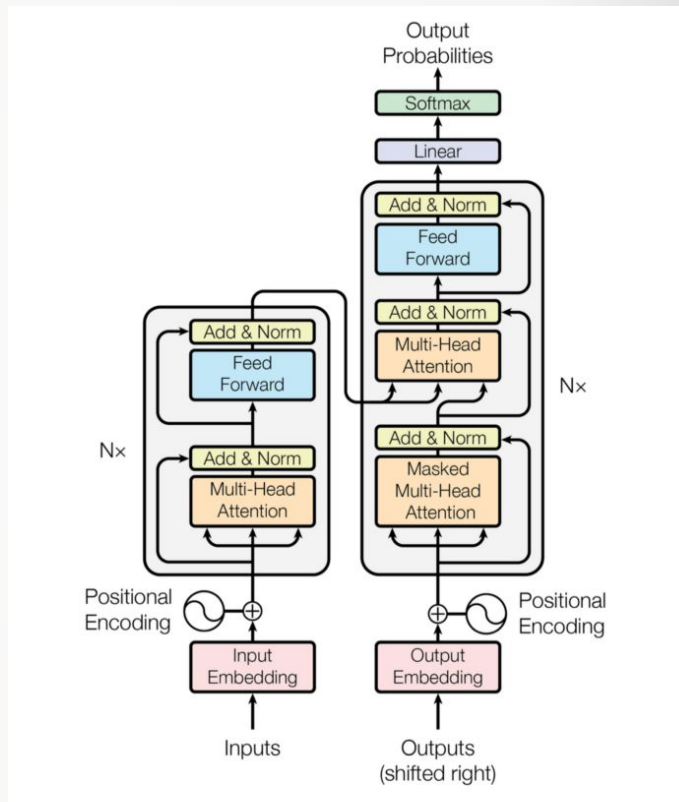 Output
Probabilities
Softmax
Linear
Add & Norm
Feed
Forward
Add & Norm
Multi-Head
Attention
Add & Norm
Masked
Multi-Head
Attention
N×
Add & Norm
Feed
Forward
Add & Norm
Multi-Head
Attention
N×
Positional
Encoding
Positional
Encoding
Input
Embedding
Output
Embedding
Inputs
Outputs
(shifted right)